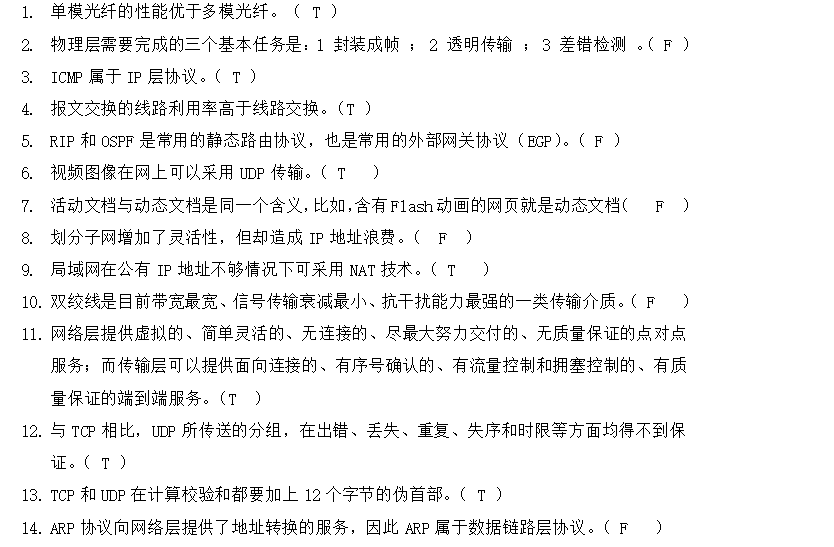 1. 单模光纤的性能优于多模光纤。（ T ）
2. 物理层需要完成的三个基本任务是：1 封装成帧 ；2 透明传输 ；3 差错检测 。（ F ）
3. ICMP 属于 IP 层协议。（ T ）
4. 报文交换的线路利用率高于线路交换。（T ）
5. RIP 和 OSPF 是常用的静态路由协议，也是常用的外部网关协议（EGP）。（ F ）
6. 视频图像在网上可以采用 UDP 传输。（ T ）
7. 活动文档与动态文档是同一个含义，比如，含有 Flash 动画的网页就是动态文档( F )
8. 划分子网增加了灵活性，但却造成 IP 地址浪费。（ F ）
9. 局域网在公有 IP 地址不够情况下可采用 NAT 技术。（ T ）
10. 双绞线是目前带宽最宽、信号传输衰减最小、抗干扰能力最强的一类传输介质。（ F ）
11. 网络层提供虚拟的、简单灵活的、无连接的、尽最大努力交付的、无质量保证的点对点
服务；而传输层可以提供面向连接的、有序号确认的、有流量控制和拥塞控制的、有质
量保证的端到端服务。（T ）
12. 与 TCP 相比，UDP 所传送的分组，在出错、丢失、重复、失序和时限等方面均得不到保
证。（ T ）
13. TCP 和 UDP 在计算校验和都要加上 12 个字节的伪首部。（ T ）
14. ARP 协议向网络层提供了地址转换的服务，因此 ARP 属于数据链路层协议。（ F ）